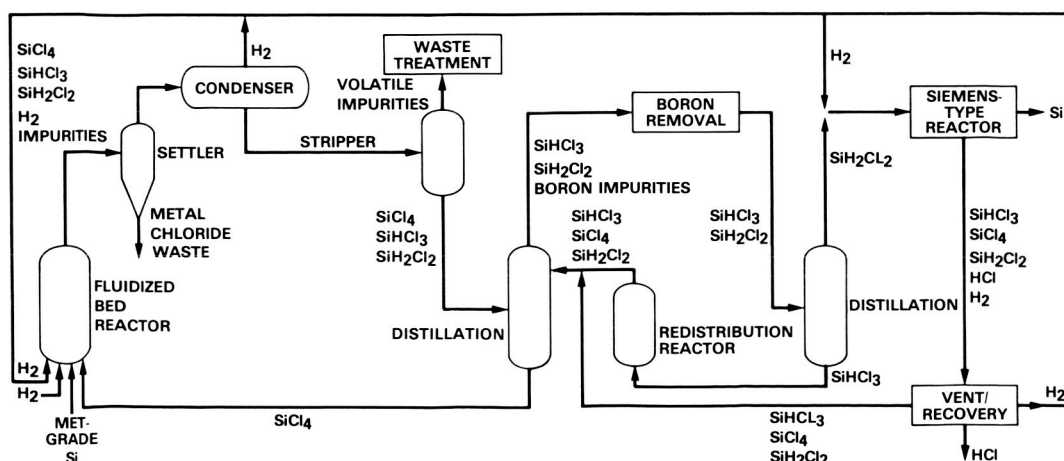 SiCl4
SiHCl3
SiH2Cl2
H2
IMPURITIES
H2
CONDENSER
SETTLER
METAL
CHLORIDE
WASTE
FLUIDIZED
BED
REACTOR
H2
H2
MET-
GRADE
Si
SiCl4
STRIPPER
WASTE
TREATMENT
VOLATILE
IMPURITIES
SiCl4
SiHCl3
SiH2Cl2
DISTILLATION
SiHCl3
SiH2Cl2
BORON IMPURITIES
BORON
REMOVAL
SiHCl3
SiCl4
SiH2Cl2
REDISTRIBUTION
REACTOR
SiHCl3
SiH2Cl2
H2
SiH2CL2
DISTILLATION
SiHCl3
SIEMENS-
TYPE
REACTOR
Si
SiHCl3
SiCl4
SiH2Cl2
HCl
H2
VENT/
RECOVERY
H2
HCl
SiHCL3
SiCl4
SiH2Cl2